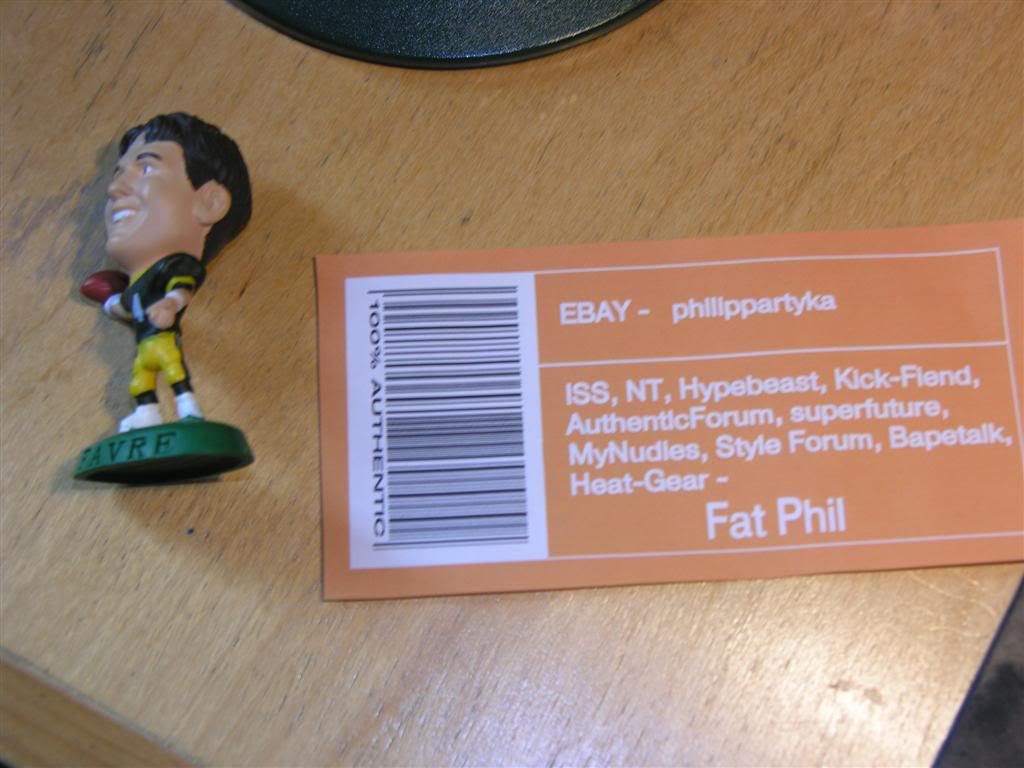 FAVRE
100% AUTHENTIC
EBAY - philippartyka
ISS, NT, Hypebeast, Kick-Fiend,
AuthenticForum, superfuture,
MyNudies, Style Forum, Bapetalk,
Heat-Gear -
Fat Phil